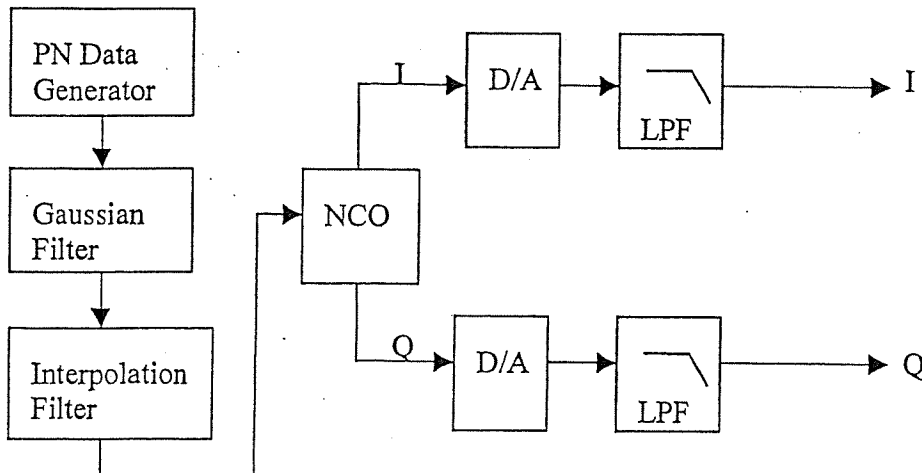 PN Data
Generator
Gaussian
Filter
Interpolation
Filter
NCO
I
D/A
LPF
I
Q
D/A
LPF
Q